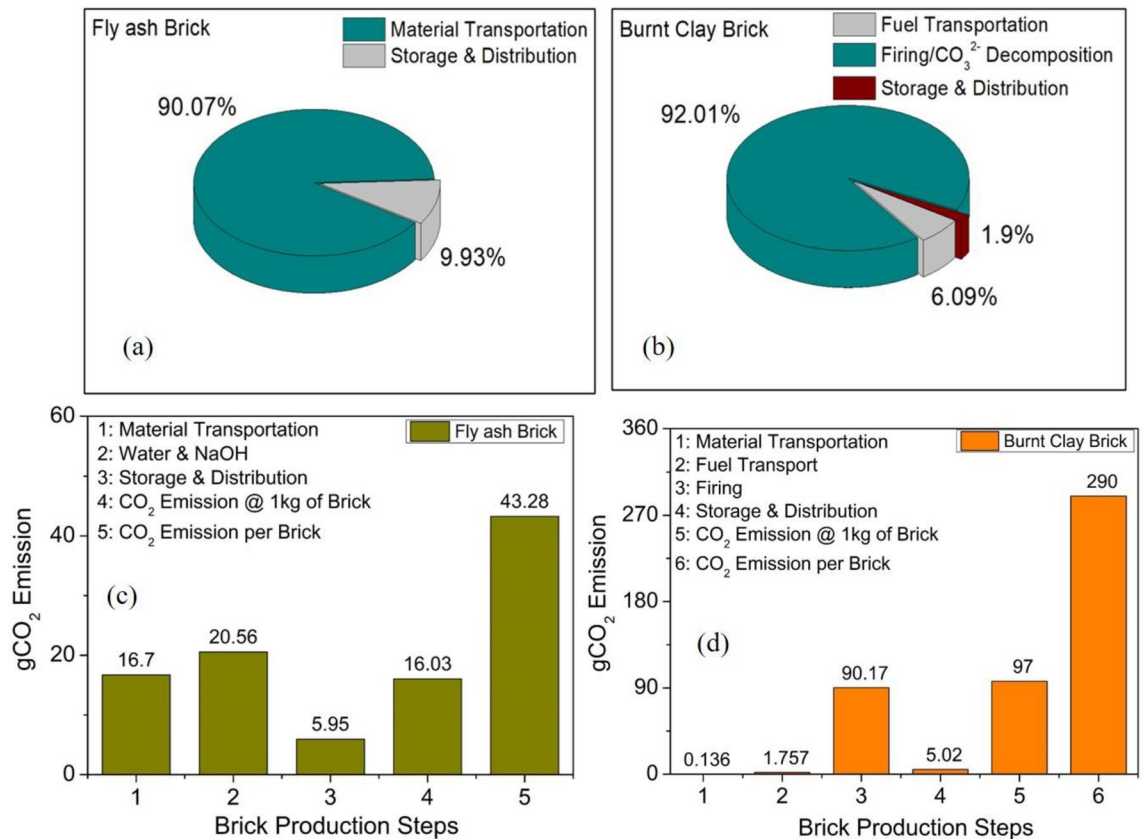 Fly ash Brick
Material Transportation
Storage & Distribution
90.07%
9.93%
(a)
Burnt Clay Brick
Fuel Transportation
Firing/CO₃²⁻ Decomposition
Storage & Distribution
92.01%
1.9%
6.09%
(b)
60
40
20
0
gCO₂ Emission
1: Material Transportation
2: Water & NaOH
3: Storage & Distribution
4: CO₂ Emission @ 1kg of Brick
5: CO₂ Emission per Brick
Fly ash Brick
(c)
16.7
20.56
5.95
16.03
43.28
1 2 3 4 5
Brick Production Steps
360
270
180
90
0
gCO₂ Emission
1: Material Transportation
2: Fuel Transport
3: Firing
4: Storage & Distribution
5: CO₂ Emission @ 1kg of Brick
6: CO₂ Emission per Brick
Burnt Clay Brick
(d)
0.136
1.757
90.17
5.02
97
290
1 2 3 4 5 6
Brick Production Steps